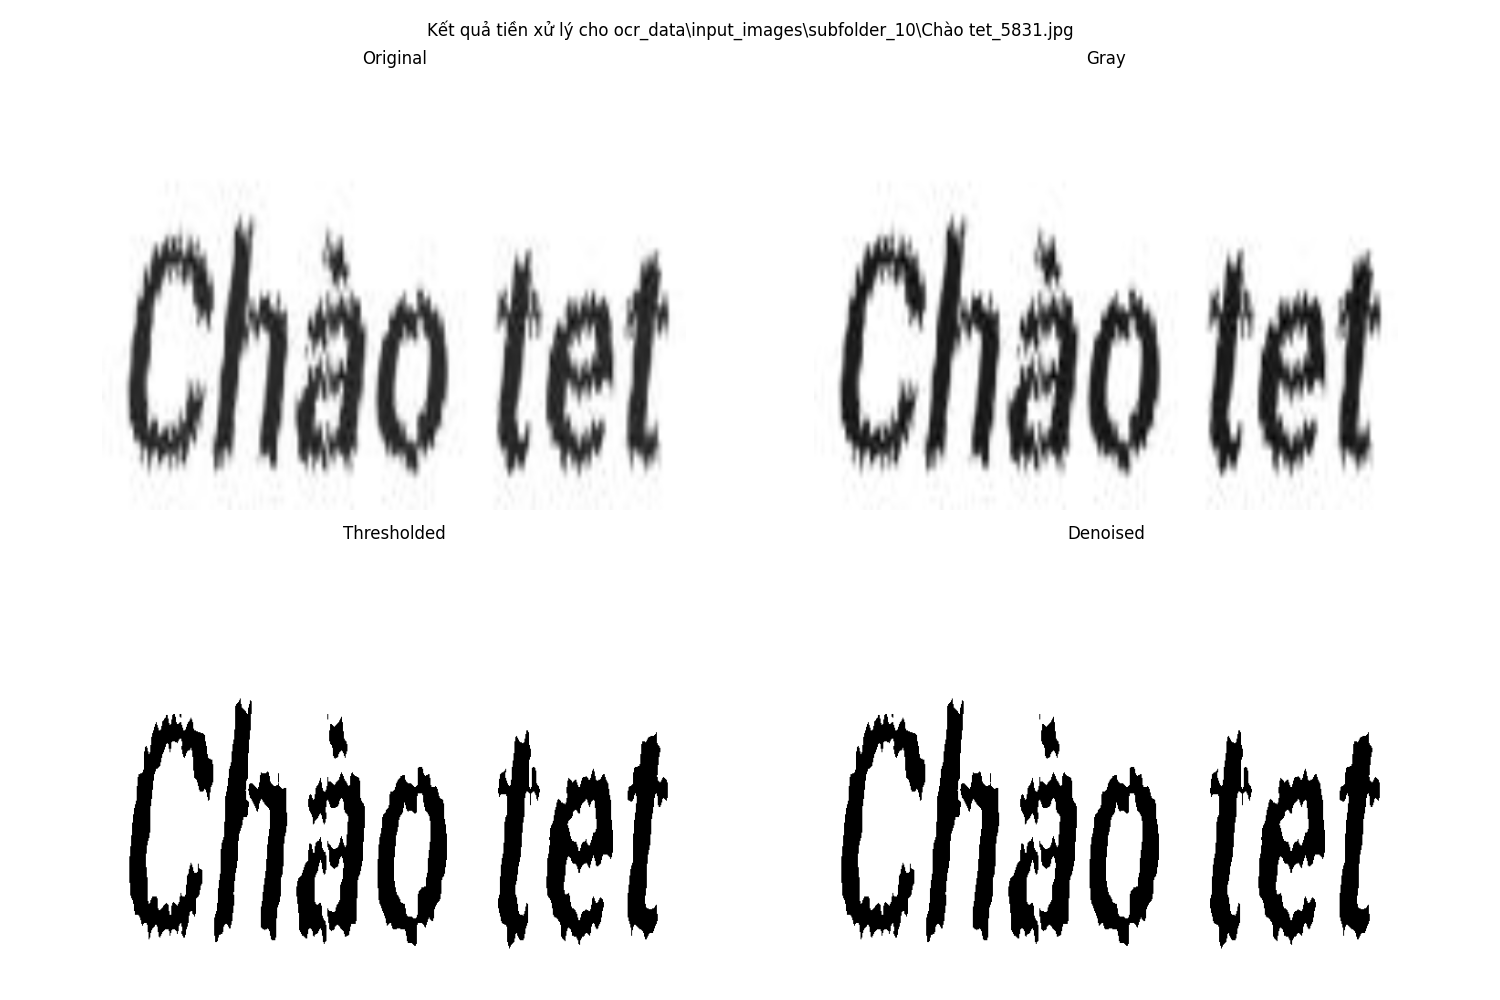 Kết quả tiền xử lý cho ocr_data\input_images\subfolder_10\Chào tet_5831.jpg
Original
Gray
Chào tet
Chào tet
Thresholded
Denoised
Chào tet
Chào tet